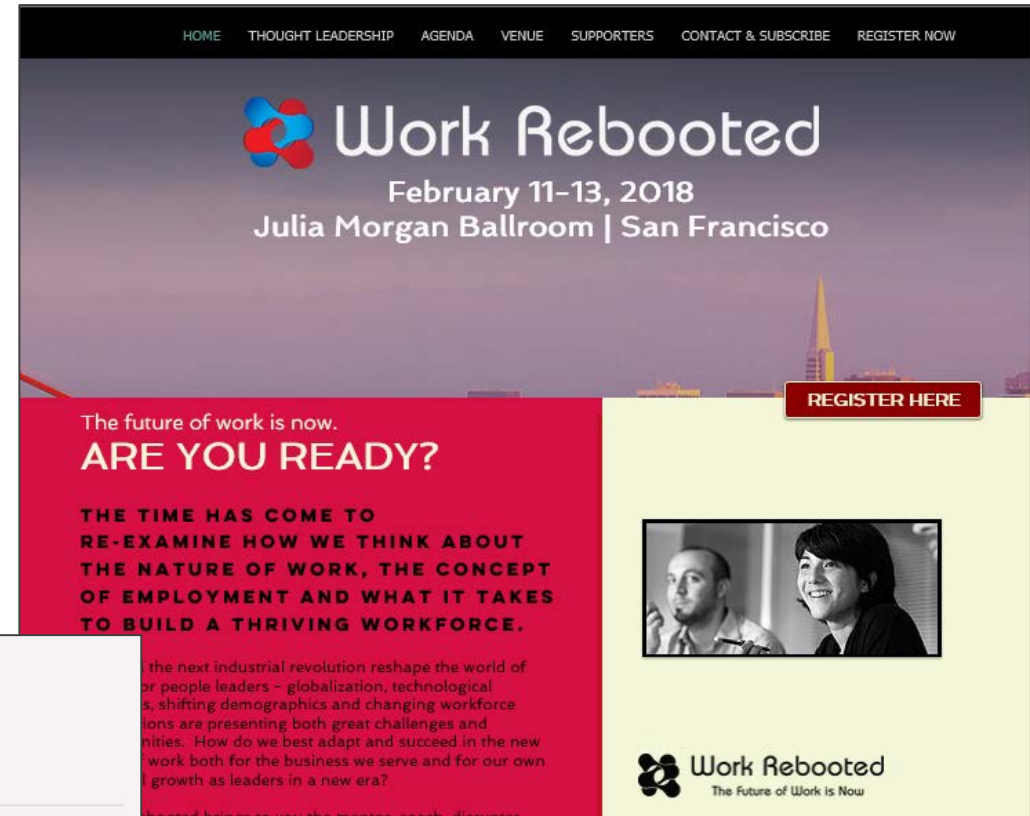 HOME THOUGHT LEADERSHIP AGENDA VENUE SUPPORTERS CONTACT & SUBSCRIBE REGISTER NOW
Work Rebooted
February 11-13, 2018
Julia Morgan Ballroom | San Francisco
REGISTER HERE
The future of work is now.
ARE YOU READY?
THE TIME HAS COME TO
RE-EXAMINE HOW WE THINK ABOUT
THE NATURE OF WORK, THE CONCEPT
OF EMPLOYMENT AND WHAT IT TAKES
TO BUILD A THRIVING WORKFORCE.
the next industrial revolution reshape the world of
people leaders – globalization, technological
shifting demographics and changing workforce
are presenting both great challenges and
How do we best adapt and succeed in the new
work both for the business we serve and for our own
growth as leaders in a new era?
Work Rebooted
The Future of Work is Now